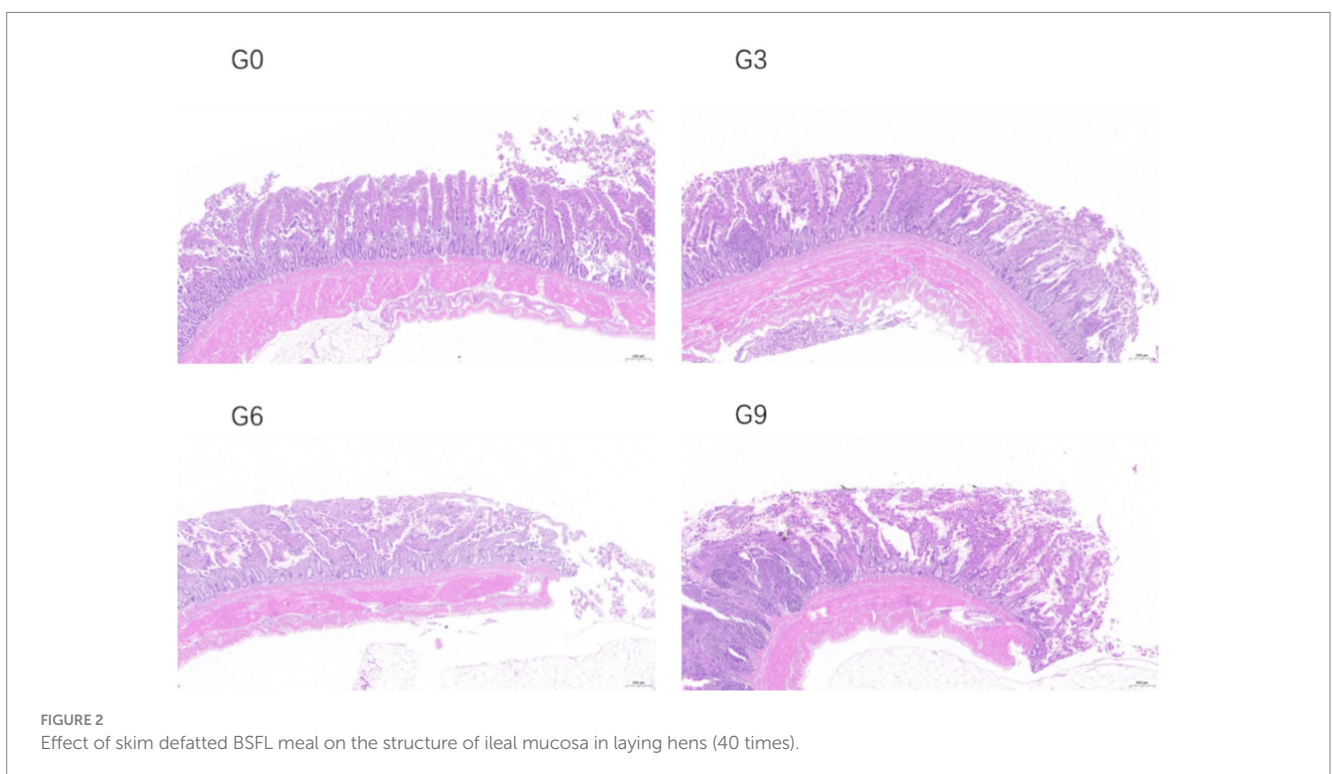 G0
G3
G6
G9
FIGURE 2
Effect of skim defatted BSFL meal on the structure of ileal mucosa in laying hens (40 times).